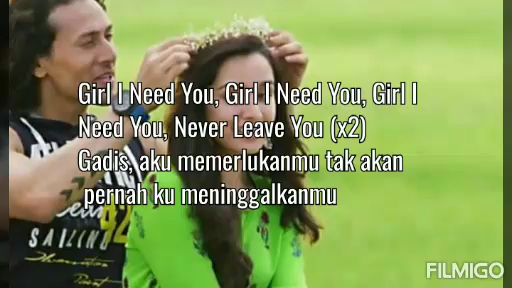 Girl I Need You, Girl I Need You, Girl I
Need You, Never Leave You (x2)
Gadis, aku memerlukanmu tak akan
pernah ku meninggalkanmu
SAILING
FILMIGO